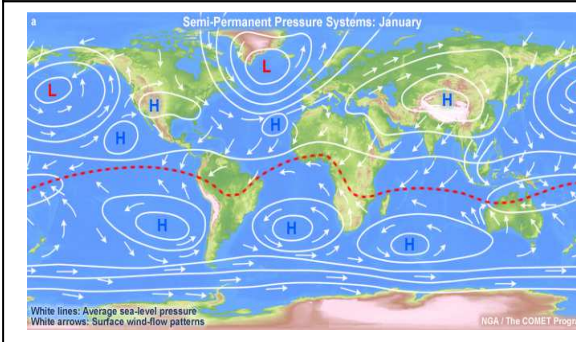 a
Semi-Permanent Pressure Systems: January
L
L
H
H
H
H
H
H
H
White lines: Average sea-level pressure
White arrows: Surface wind-flow patterns
NGA / The COMET Progra